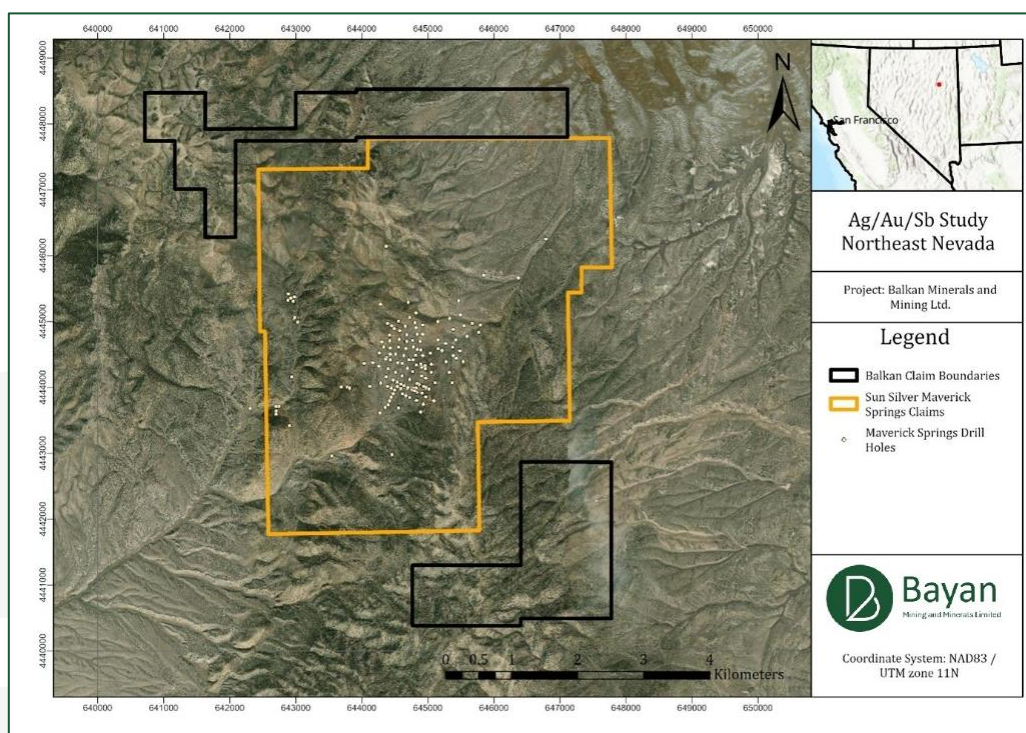 640000 641000 642000 643000 644000 645000 646000 647000 648000 649000 650000
4449000
4448000
4447000
4446000
4445000
4444000
4443000
4442000
4441000
4440000
N
0 0.5 1 2 3 4
Kilometers
640000 641000 642000 643000 644000 645000 646000 647000 648000 649000 650000
San Francisco
Ag/Au/Sb Study
Northeast Nevada
Project: Balkan Minerals and
Mining Ltd.
Legend
Balkan Claim Boundaries
Sun Silver Maverick
Springs Claims
Maverick Springs Drill
Holes
Bayan
Mining and Minerals Limited
Coordinate System: NAD83 /
UTM zone 11N